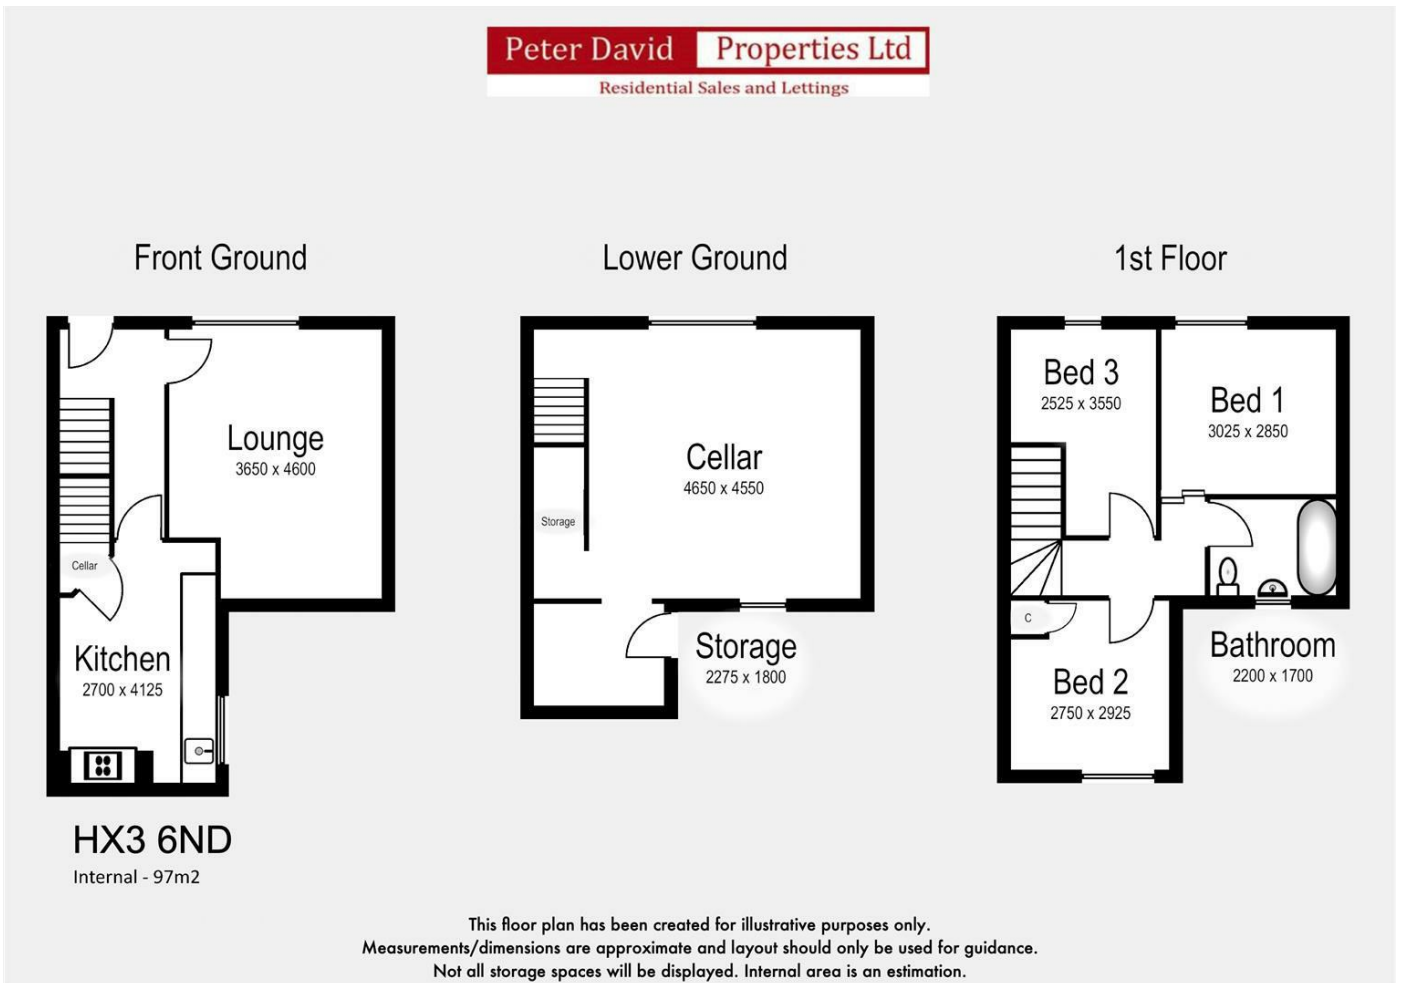 Peter David Properties Ltd
Residential Sales and Lettings
Front Ground
Lounge
3650 x 4600
Cellar
Kitchen
2700 x 4125
HX3 6ND
Internal - 97m2
Lower Ground
Cellar
4650 x 4550
Storage
Storage
2275 x 1800
1st Floor
Bed 3
2525 x 3550
Bed 1
3025 x 2850
C
Bed 2
2750 x 2925
Bathroom
2200 x 1700
This floor plan has been created for illustrative purposes only.
Measurements/dimensions are approximate and layout should only be used for guidance.
Not all storage spaces will be displayed. Internal area is an estimation.